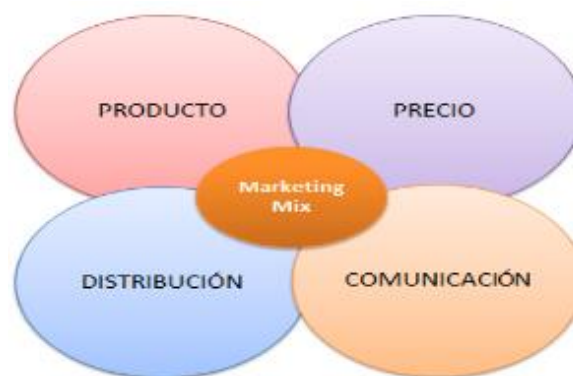 PRODUCTO
PRECIO
Marketing
Mix
DISTRIBUCIÓN
COMUNICACIÓN